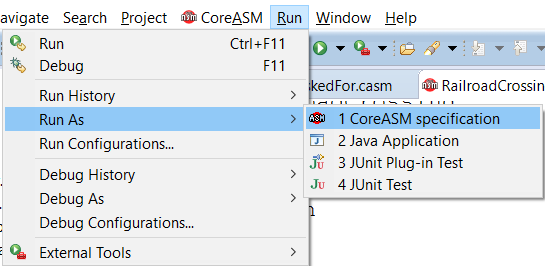 avigate Search Project CoreASM Run Window Help
Run Ctrl+F11
Debug F11
skedFor.casm RailroadCrossin
Run History
Run As
1 CoreASM specification
Run Configurations...
2 Java Application
3 JUnit Plug-in Test
Debug History
4 JUnit Test
Debug As
Debug Configurations...
External Tools